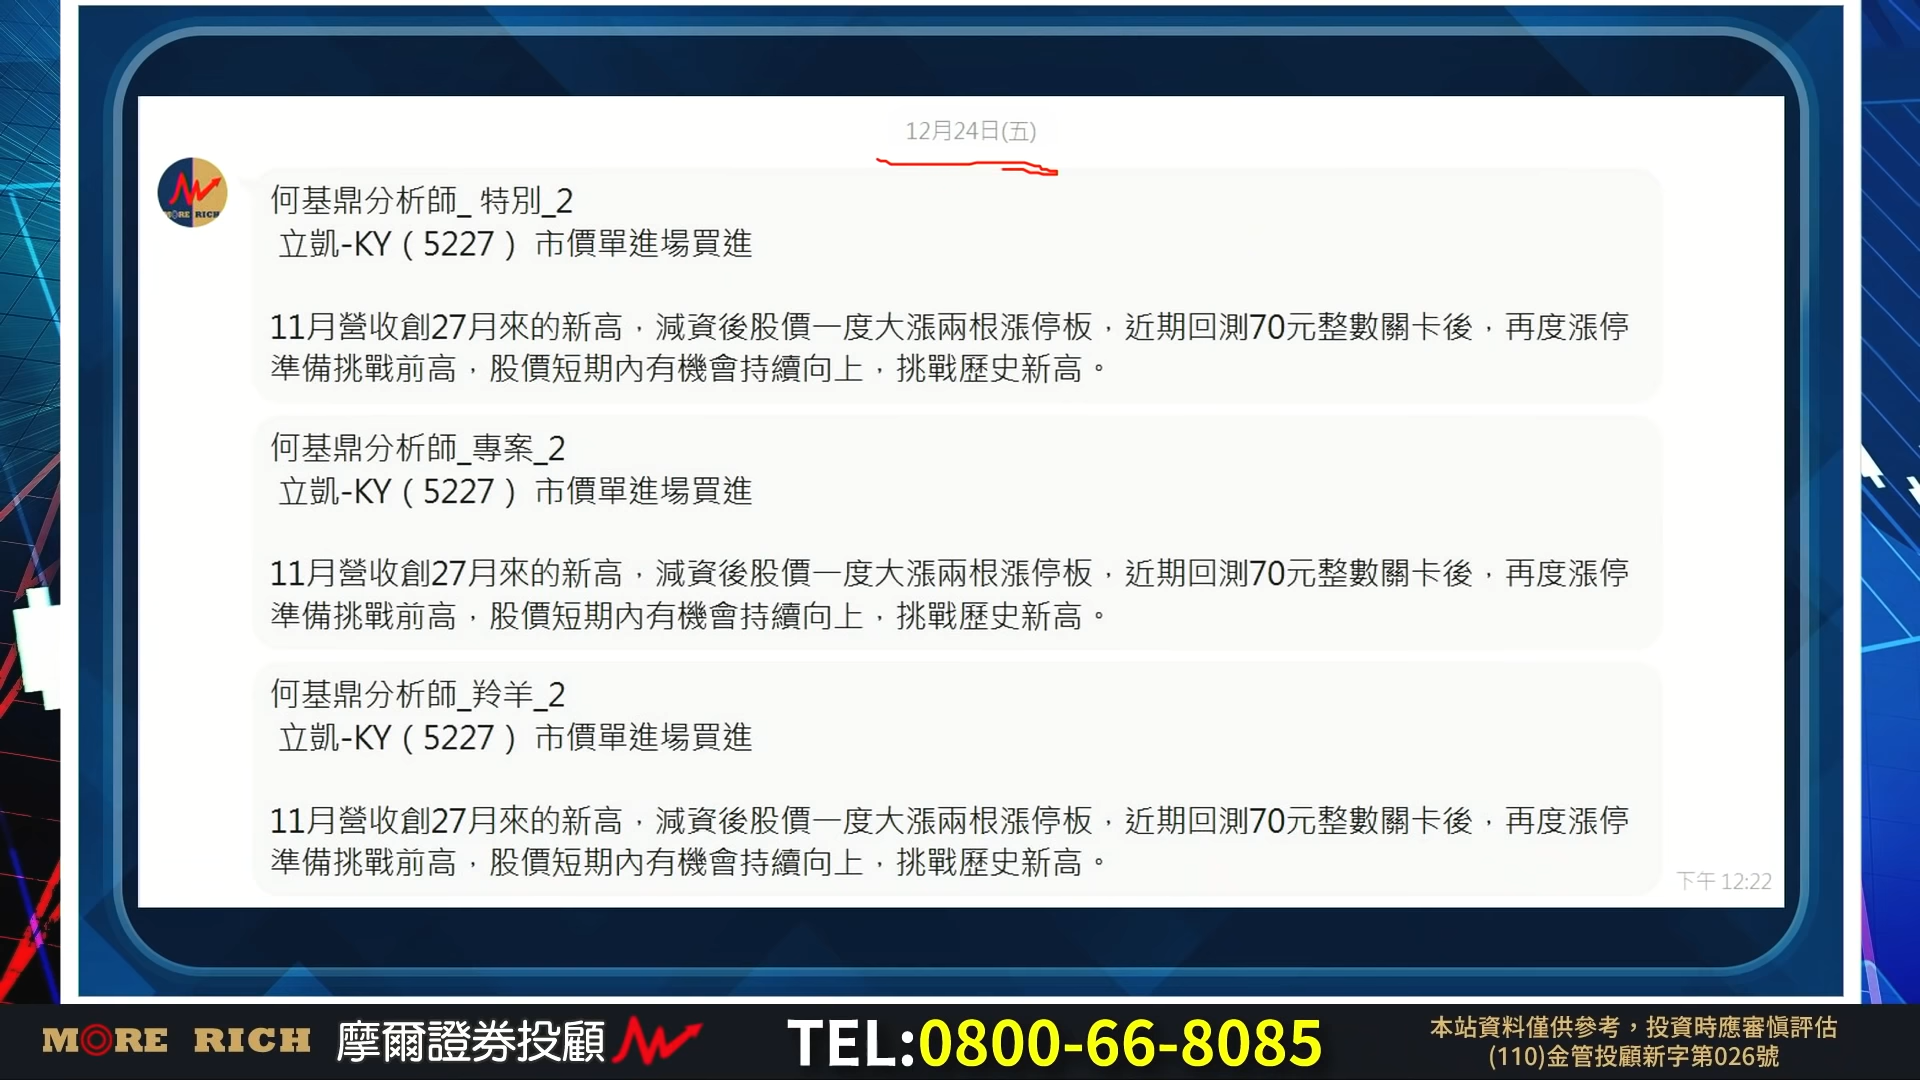 12月24日(五)
MORE RICH
何基鼎分析師_ 特別_2
立凱-KY（5227） 市價單進場買進
11月營收創27月來的新高，減資後股價一度大漲兩根漲停板，近期回測70元整數關卡後，再度漲停
準備挑戰前高，股價短期內有機會持續向上，挑戰歷史新高。
何基鼎分析師_專案_2
立凱-KY（5227） 市價單進場買進
11月營收創27月來的新高，減資後股價一度大漲兩根漲停板，近期回測70元整數關卡後，再度漲停
準備挑戰前高，股價短期內有機會持續向上，挑戰歷史新高。
何基鼎分析師_羚羊_2
立凱-KY（5227） 市價單進場買進
11月營收創27月來的新高，減資後股價一度大漲兩根漲停板，近期回測70元整數關卡後，再度漲停
準備挑戰前高，股價短期內有機會持續向上，挑戰歷史新高。
下午 12:22
MORE RICH 摩爾證券投顧
TEL:0800-66-8085
本站資料僅供參考，投資時應審慎評估
(110)金管投顧新字第026號